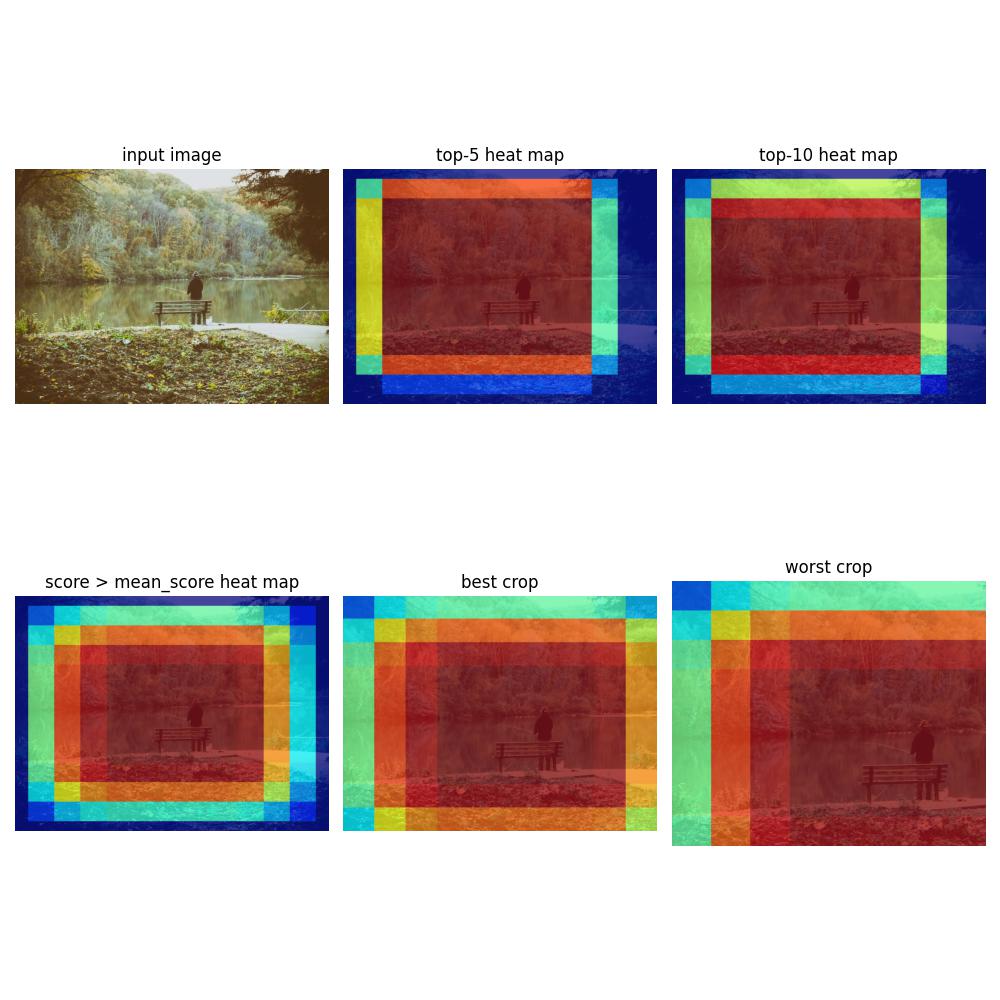 input image
top-5 heat map
top-10 heat map
score > mean_score heat map
best crop
worst crop